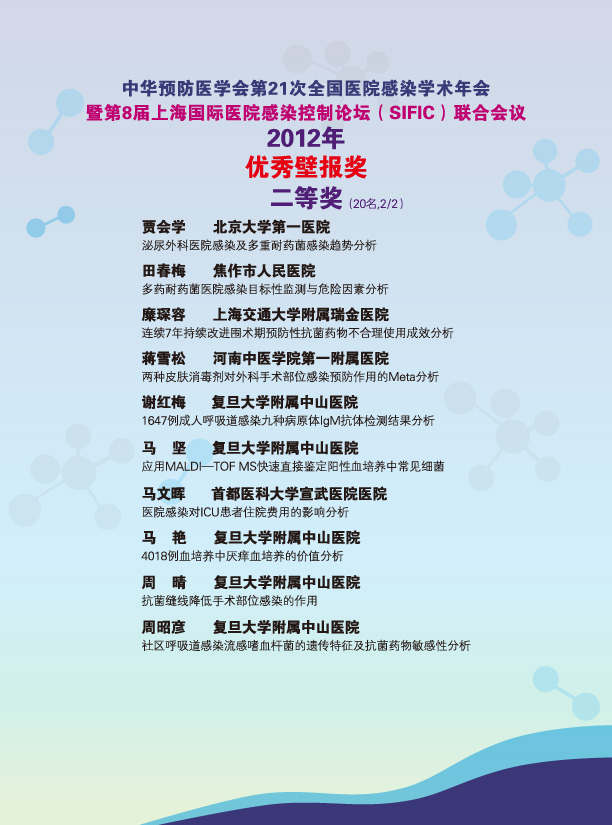 中华预防医学会第21次全国医院感染学术年会
暨第8届上海国际医院感染控制论坛（SIFIC）联合会议
2012年
优秀壁报奖
二等奖 (20名,2/2)
贾会学 北京大学第一医院
泌尿外科医院感染及多重耐药菌感染趋势分析
田春梅 焦作市人民医院
多药耐药菌医院感染目标性监测与危险因素分析
糜琛容 上海交通大学附属瑞金医院
连续7年持续改进围术期预防性抗菌药物不合理使用成效分析
蒋雪松 河南中医学院第一附属医院
两种皮肤消毒剂对外科手术部位感染预防作用的Meta分析
谢红梅 复旦大学附属中山医院
1647例成人呼吸道感染九种病原体IgM抗体检测结果分析
马 坚 复旦大学附属中山医院
应用MALDI—TOF MS快速直接鉴定阳性血培养中常见细菌
马文晖 首都医科大学宣武医院医院
医院感染对ICU患者住院费用的影响分析
马 艳 复旦大学附属中山医院
4018例血培养中厌痒血培养的价值分析
周 晴 复旦大学附属中山医院
抗菌缝线降低手术部位感染的作用
周昭彦 复旦大学附属中山医院
社区呼吸道感染流感嗜血杆菌的遗传特征及抗菌药物敏感性分析